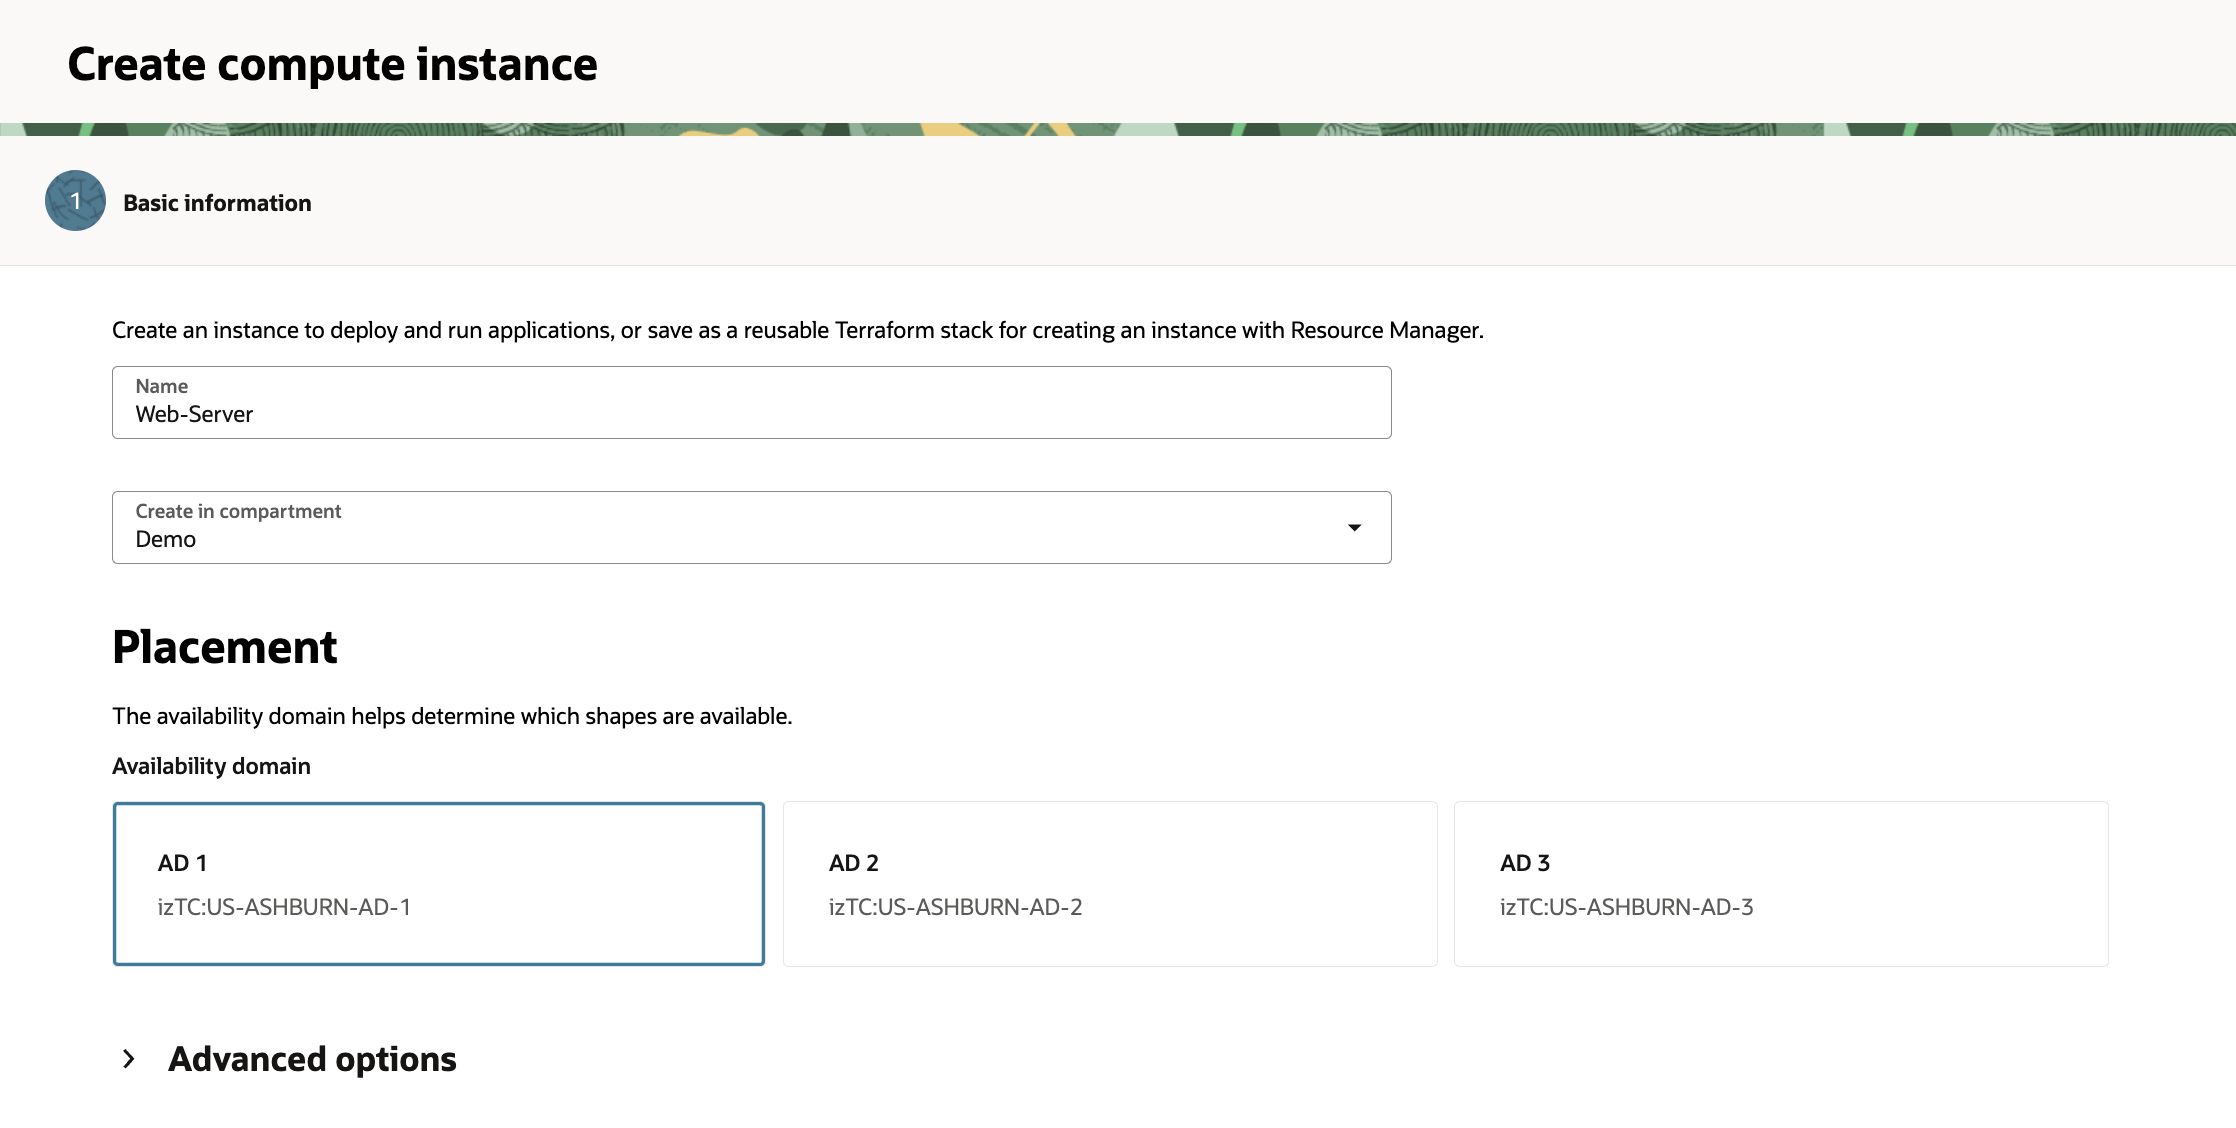 Create compute instance
1
Basic information
Create an instance to deploy and run applications, or save as a reusable Terraform stack for creating an instance with Resource Manager.
Name
Web-Server
Create in compartment
Demo
Placement
The availability domain helps determine which shapes are available.
Availability domain
AD 1
izTC:US-ASHBURN-AD-1
AD 2
izTC:US-ASHBURN-AD-2
AD 3
izTC:US-ASHBURN-AD-3
Advanced options